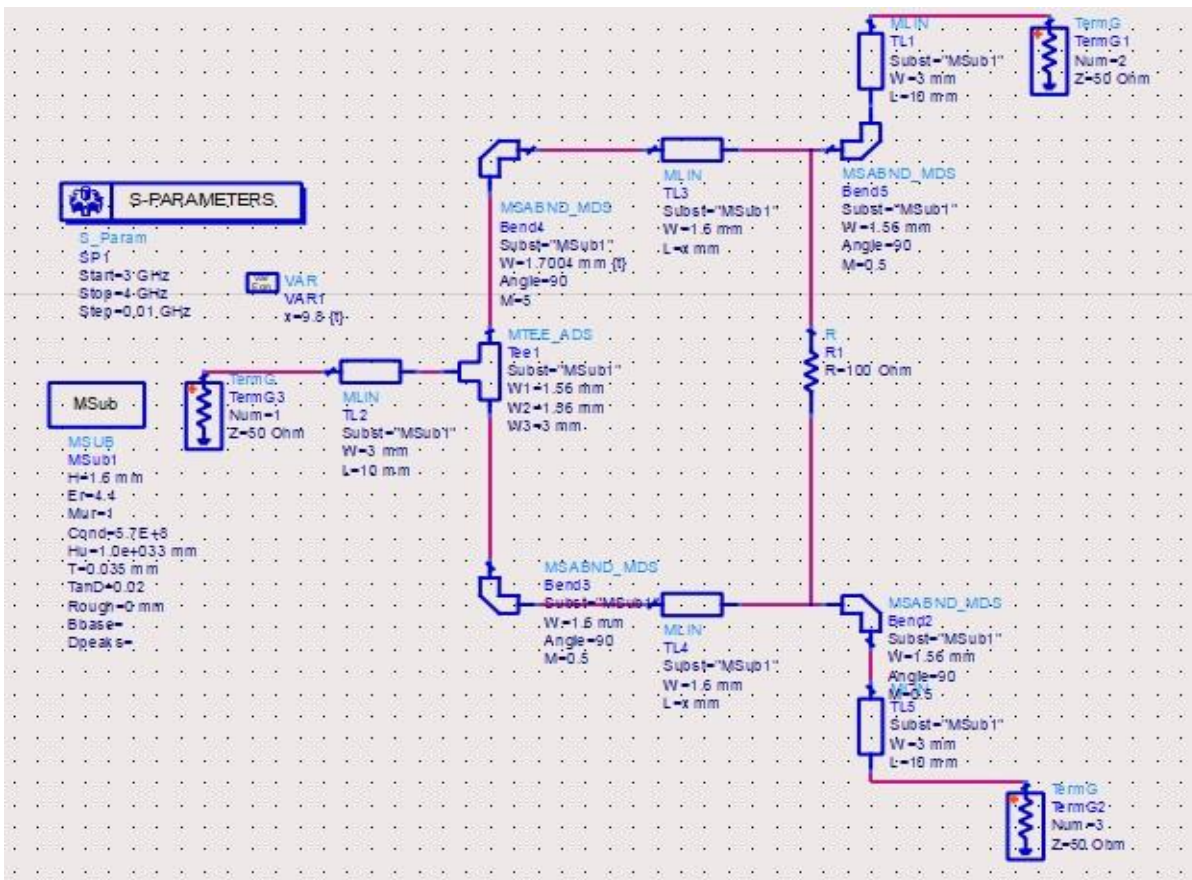 MLIN
TL1
Subst="MSub1"
W=3 mm
L=10 mm
TermG
TermG1
Num=2
Z=50 Ohm
S-PARAMETERS
S_Param
SP1
Start=3 GHz
Stop=4 GHz
Step=0.01 GHz
Var
Eqn
VAR
VAR1
x=9.8 {t}
MSABND_MDS
Bend4
Subst="MSub1"
W=1.7004 mm {t}
Angle=90
M=5
MLIN
TL3
Subst="MSub1"
W=1.6 mm
L=x mm
MSABND_MDS
Bend5
Subst="MSub1"
W=1.56 mm
Angle=90
M=0.5
MTEE_ADS
Tee1
Subst="MSub1"
W1=1.56 mm
W2=1.86 mm
W3=3 mm
R
R1
R=100 Ohm
TermG
TermG3
Num=1
Z=50 Ohm
MLIN
TL2
Subst="MSub1"
W=3 mm
L=10 mm
MSub
MSUB
MSub1
H=1.6 mm
Er=4.4
Mur=1
Cond=5.7E+8
Hu=1.0e+033 mm
T=0.035 mm
TanD=0.02
Rough=0 mm
Bbase=
Dpeaks=
MSABND_MDS
Bend3
Subst="MSub1"
W=1.6 mm
Angle=90
M=0.5
MLIN
TL4
Subst="MSub1"
W=1.6 mm
L=x mm
MSABND_MDS
Bend2
Subst="MSub1"
W=1.56 mm
Angle=90
M=0.5
TL5
Subst="MSub1"
W=3 mm
L=10 mm
TermG
TermG2
Num=3
Z=50 Ohm